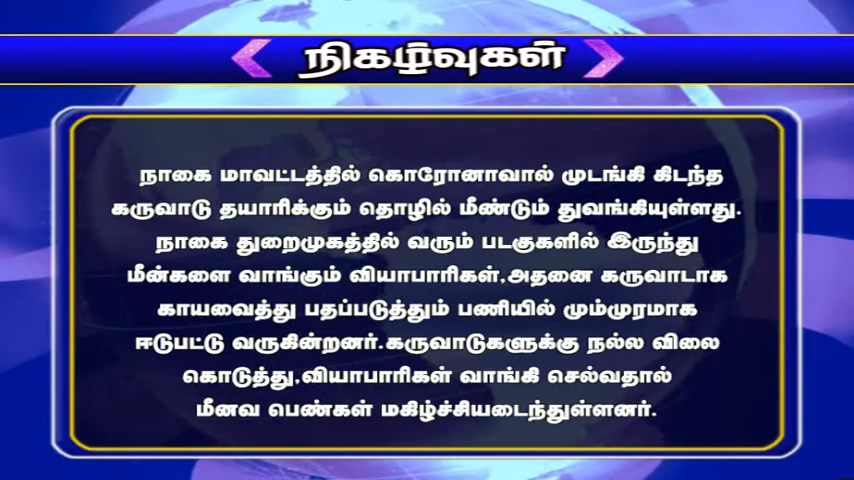 நிகழ்வுகள்
நாகை மாவட்டத்தில் கொரோனாவால் முடங்கி கிடந்த
கருவாடு தயாரிக்கும் தொழில் மீண்டும் துவங்கியுள்ளது.
நாகை துறைமுகத்தில் வரும் படகுகளில் இருந்து
மீன்களை வாங்கும் வியாபாரிகள்,அதனை கருவாடாக
காயவைத்து பதப்படுத்தும் பணியில் மும்முரமாக
ஈடுபட்டு வருகின்றனர்.கருவாடுகளுக்கு நல்ல விலை
கொடுத்து,வியாபாரிகள் வாங்கி செல்வதால்
மீனவ பெண்கள் மகிழ்ச்சியடைந்துள்ளனர்.